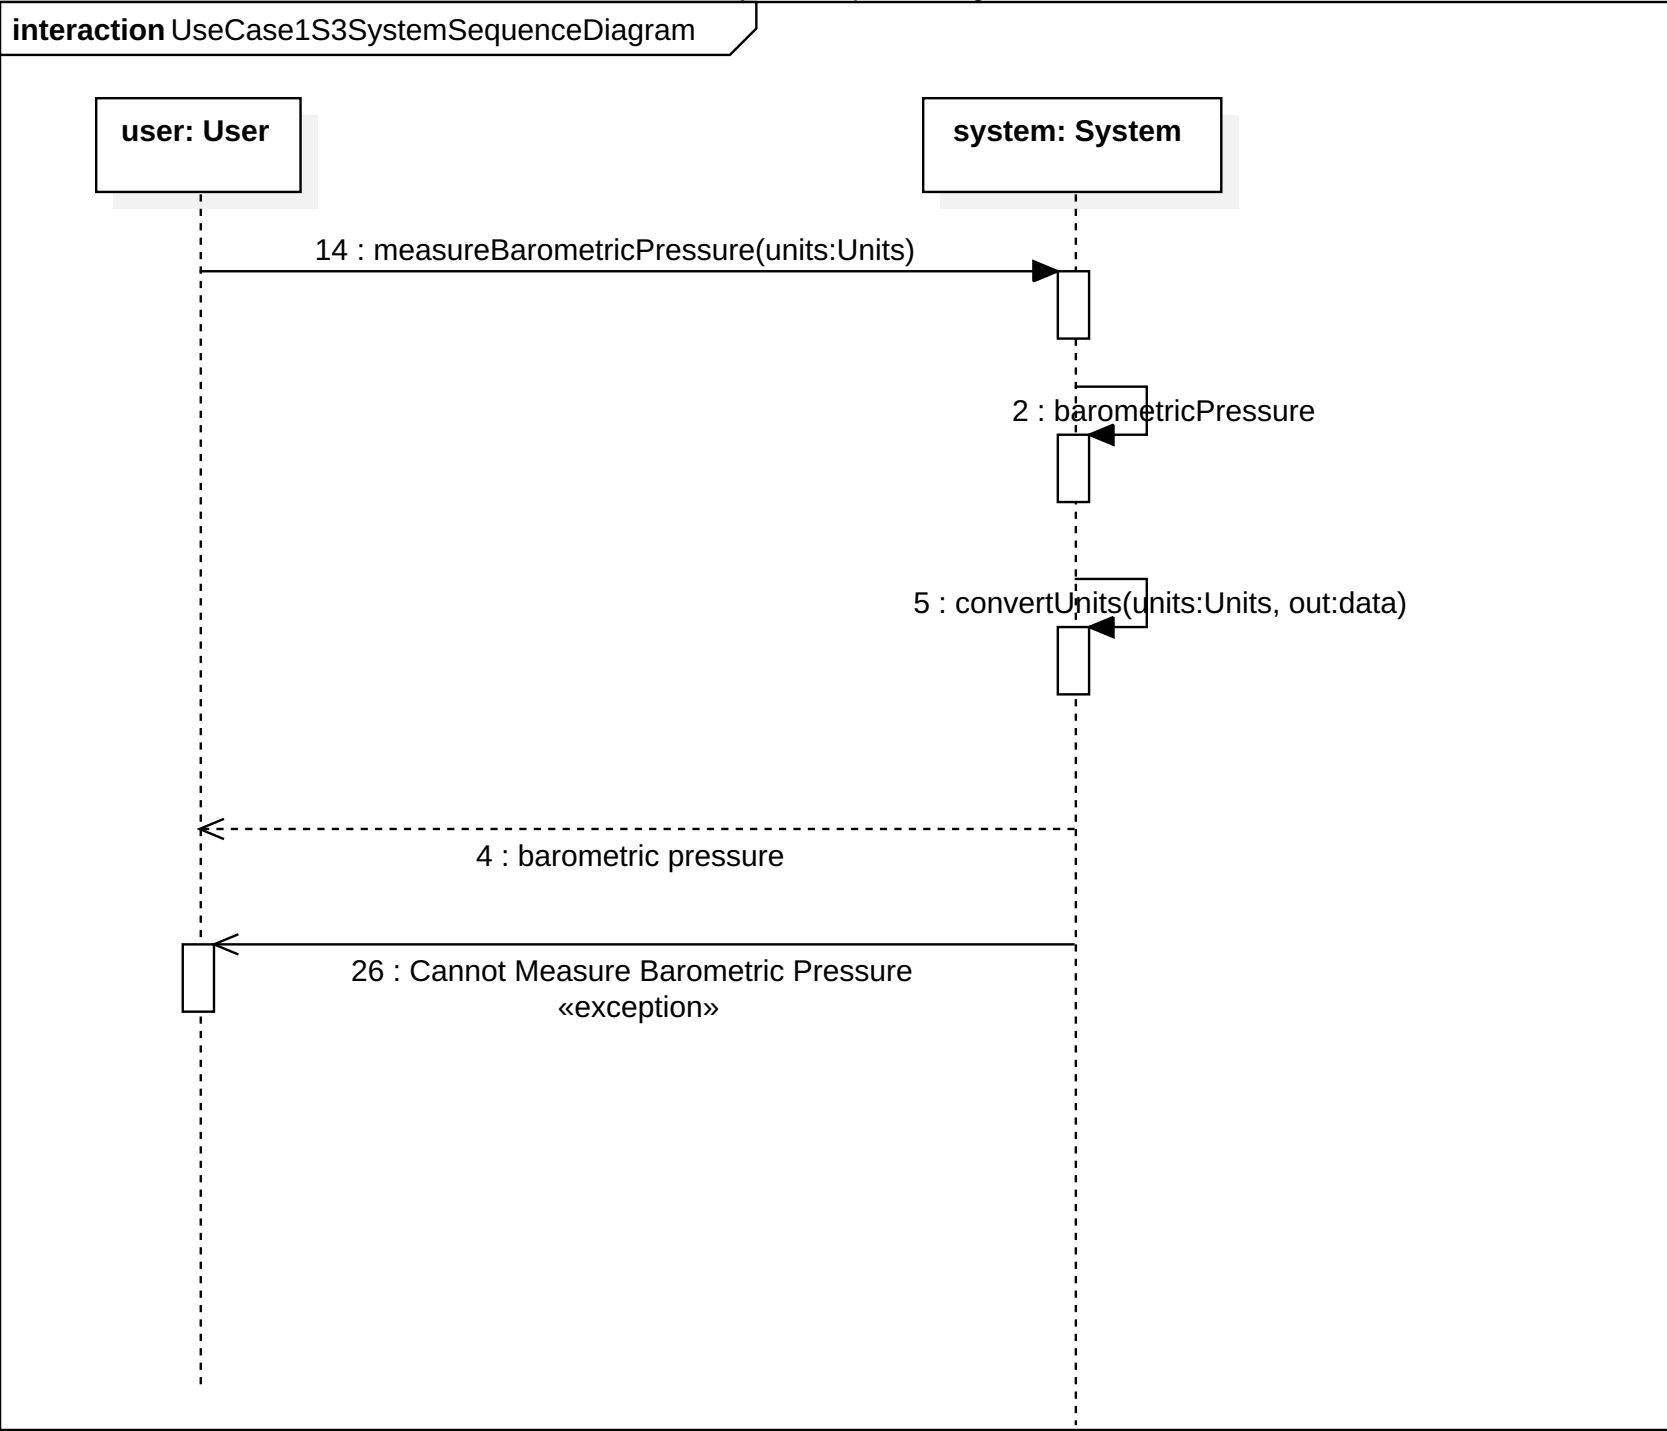 interaction UseCase1S3SystemSequenceDiagram
user: User
system: System
14 : measureBarometricPressure(units:Units)
2 : barometricPressure
5 : convertUnits(units:Units, out:data)
4 : barometric pressure
26 : Cannot Measure Barometric Pressure
«exception»